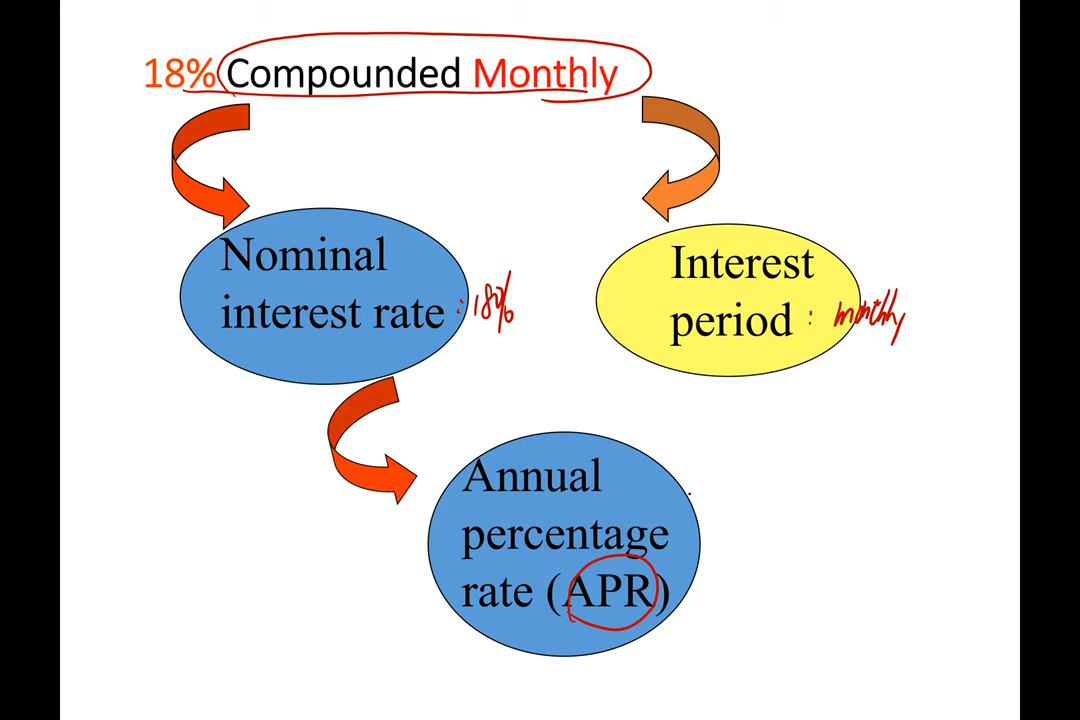 18% Compounded Monthly
Nominal
interest rate : 18%
Interest
period : monthly
Annual
percentage
rate (APR)